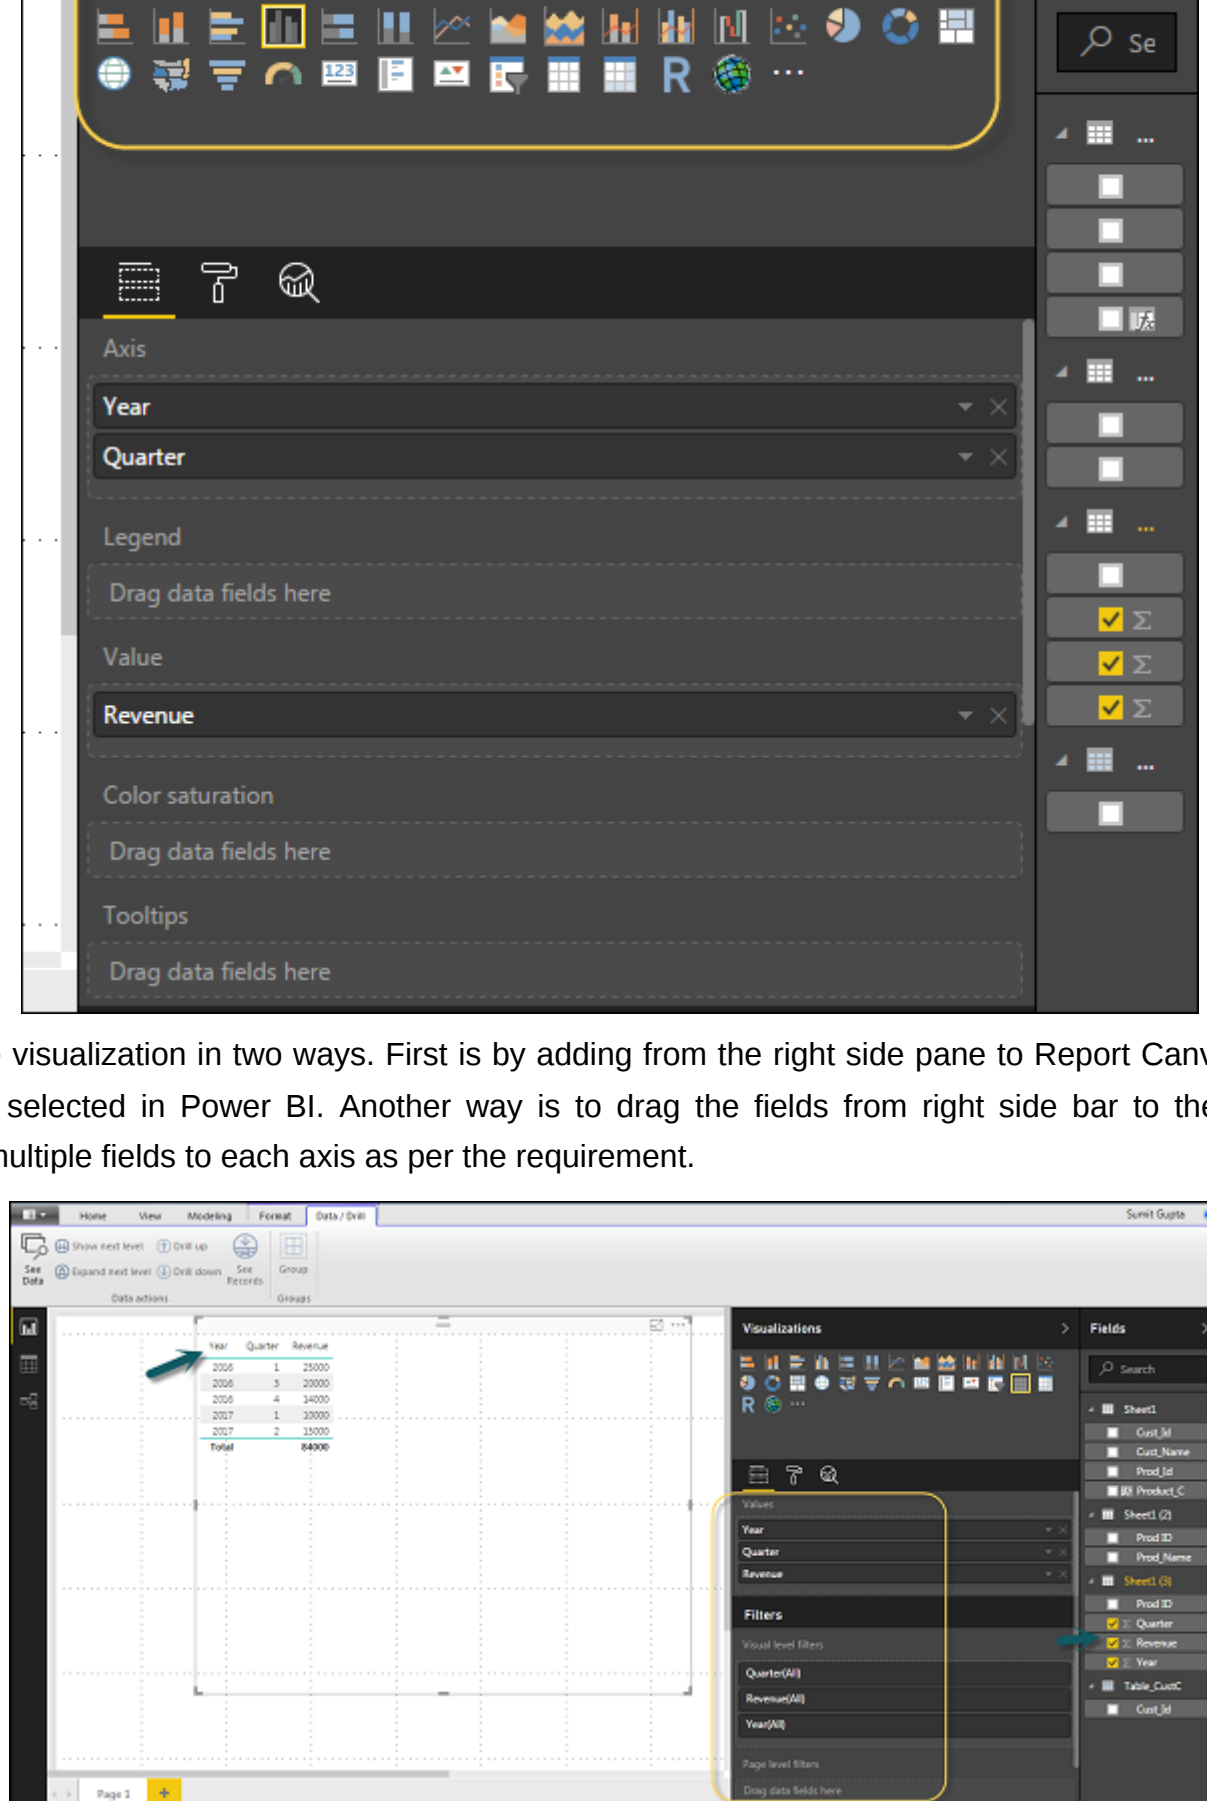 Se
123
R
...
...
Axis
Year
Quarter
...
Legend
...
Drag data fields here
Value
Revenue
...
Color saturation
Drag data fields here
Tooltips
Drag data fields here
visualization in two ways. First is by adding from the right side pane to Report Canv
selected in Power BI. Another way is to drag the fields from right side bar to the
multiple fields to each axis as per the requirement.
Home View Modeling Format Data / Drill Sumit Gupta
See Data Show next level Drill up See Records Group
Expand next level Drill down
Data actions Groups
Visualizations Fields
Year Quarter Revenue
2016 1 25000
2016 3 20000
2016 4 14000
2017 1 10000
2017 2 15000
Total 84000
R
Values
Year
Quarter
Revenue
Filters
Visual level filters
Quarter(All)
Revenue(All)
Year(All)
Page level filters
Drag data fields here
Search
Sheet1
Cust_Id
Cust_Name
Prod_Id
Product_C
Sheet1 (2)
Prod ID
Prod_Name
Sheet1 (3)
Prod ID
Σ Quarter
Σ Revenue
Σ Year
Table_CustC
Cust_Id
Page 1 +